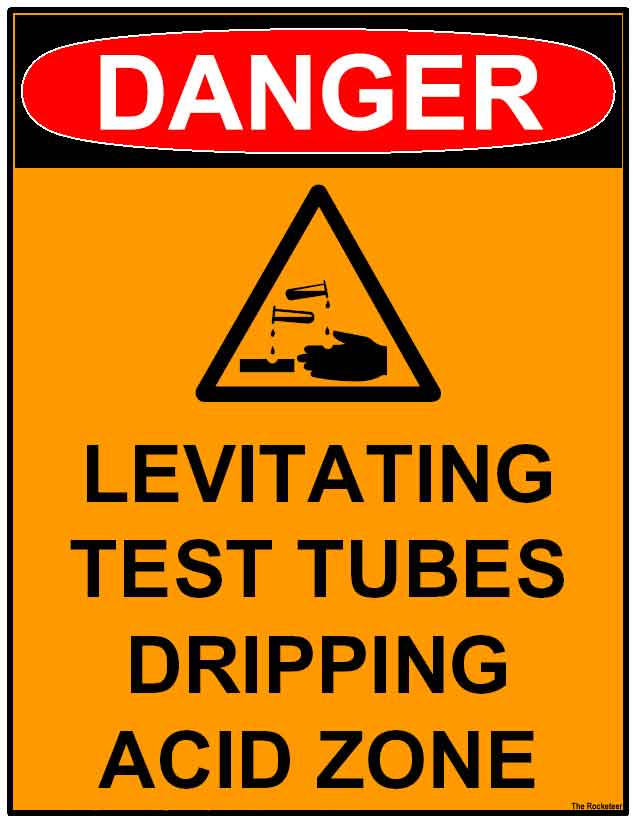 DANGER
LEVITATING
TEST TUBES
DRIPPING
ACID ZONE
The Rocketeer